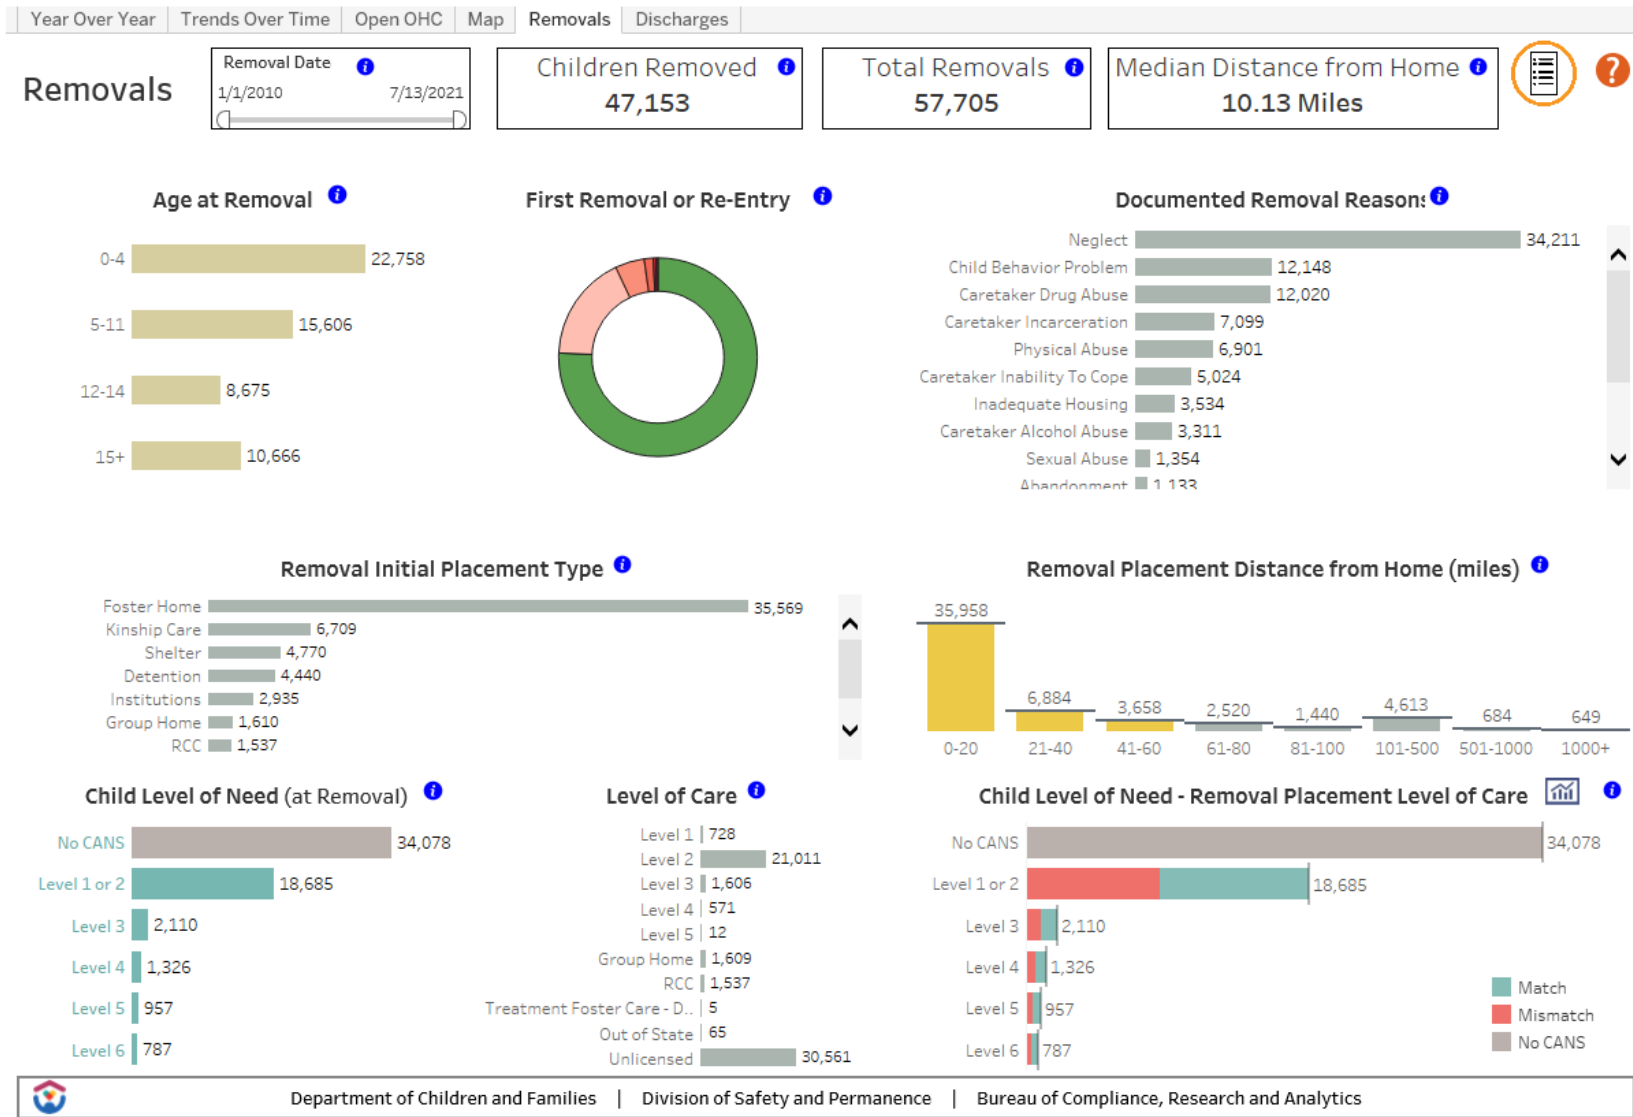 Year Over Year
Trends Over Time
Open OHC
Map
Removals
Discharges
Removals
Removal Date
1/1/2010
7/13/2021
Children Removed
47,153
Total Removals
57,705
Median Distance from Home
10.13 Miles
?
Age at Removal
0-4 22,758
5-11 15,606
12-14 8,675
15+ 10,666
First Removal or Re-Entry
Documented Removal Reasons
Neglect 34,211
Child Behavior Problem 12,148
Caretaker Drug Abuse 12,020
Caretaker Incarceration 7,099
Physical Abuse 6,901
Caretaker Inability To Cope 5,024
Inadequate Housing 3,534
Caretaker Alcohol Abuse 3,311
Sexual Abuse 1,354
Abandonment 1,133
Removal Initial Placement Type
Foster Home 35,569
Kinship Care 6,709
Shelter 4,770
Detention 4,440
Institutions 2,935
Group Home 1,610
RCC 1,537
Removal Placement Distance from Home (miles)
35,958 6,884 3,658 2,520 1,440 4,613 684 649
0-20 21-40 41-60 61-80 81-100 101-500 501-1000 1000+
Child Level of Need (at Removal)
No CANS 34,078
Level 1 or 2 18,685
Level 3 2,110
Level 4 1,326
Level 5 957
Level 6 787
Level of Care
Level 1 728
Level 2 21,011
Level 3 1,606
Level 4 571
Level 5 12
Group Home 1,609
RCC 1,537
Treatment Foster Care - D.. 5
Out of State 65
Unlicensed 30,561
Child Level of Need - Removal Placement Level of Care
No CANS 34,078
Level 1 or 2 18,685
Level 3 2,110
Level 4 1,326
Level 5 957
Level 6 787
Match
Mismatch
No CANS
Department of Children and Families | Division of Safety and Permanence | Bureau of Compliance, Research and Analytics